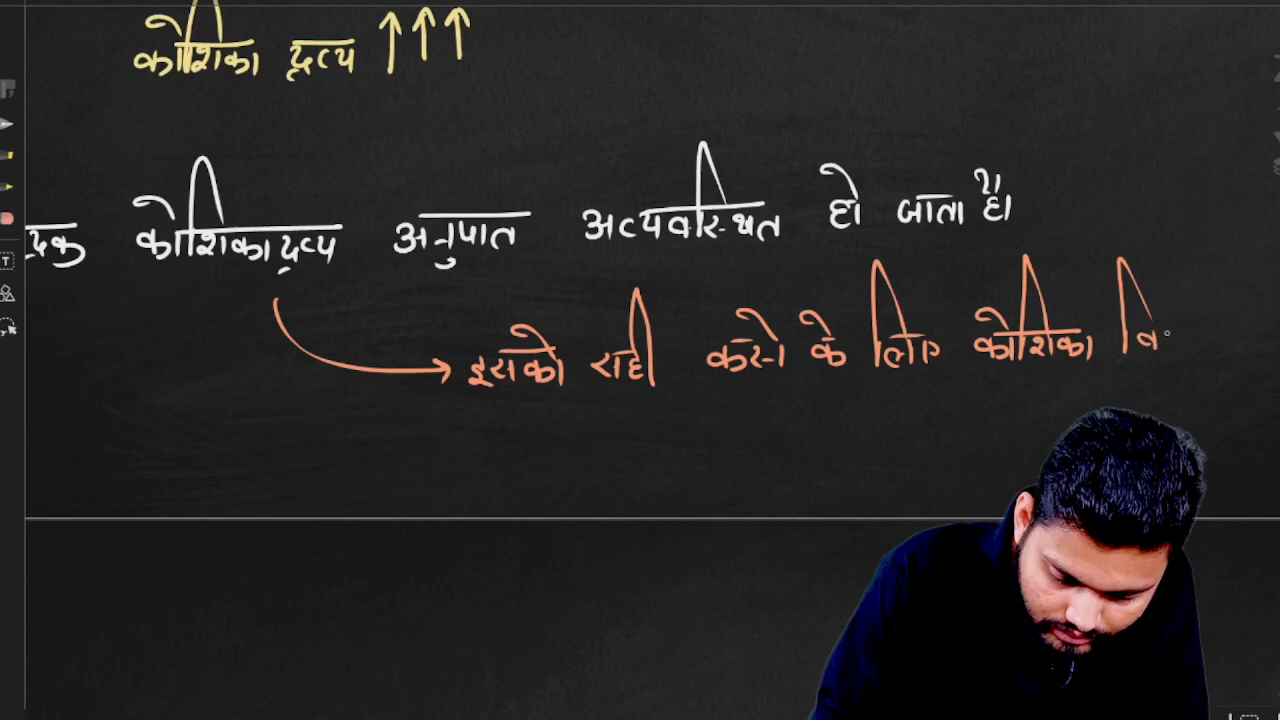 कोशिका द्रव्य ↑↑↑
द्रक कोशिकाद्रव्य अनुपात अव्यवस्थित हो जाता है।
→ इसको सही करने के लिए कोशिका वि